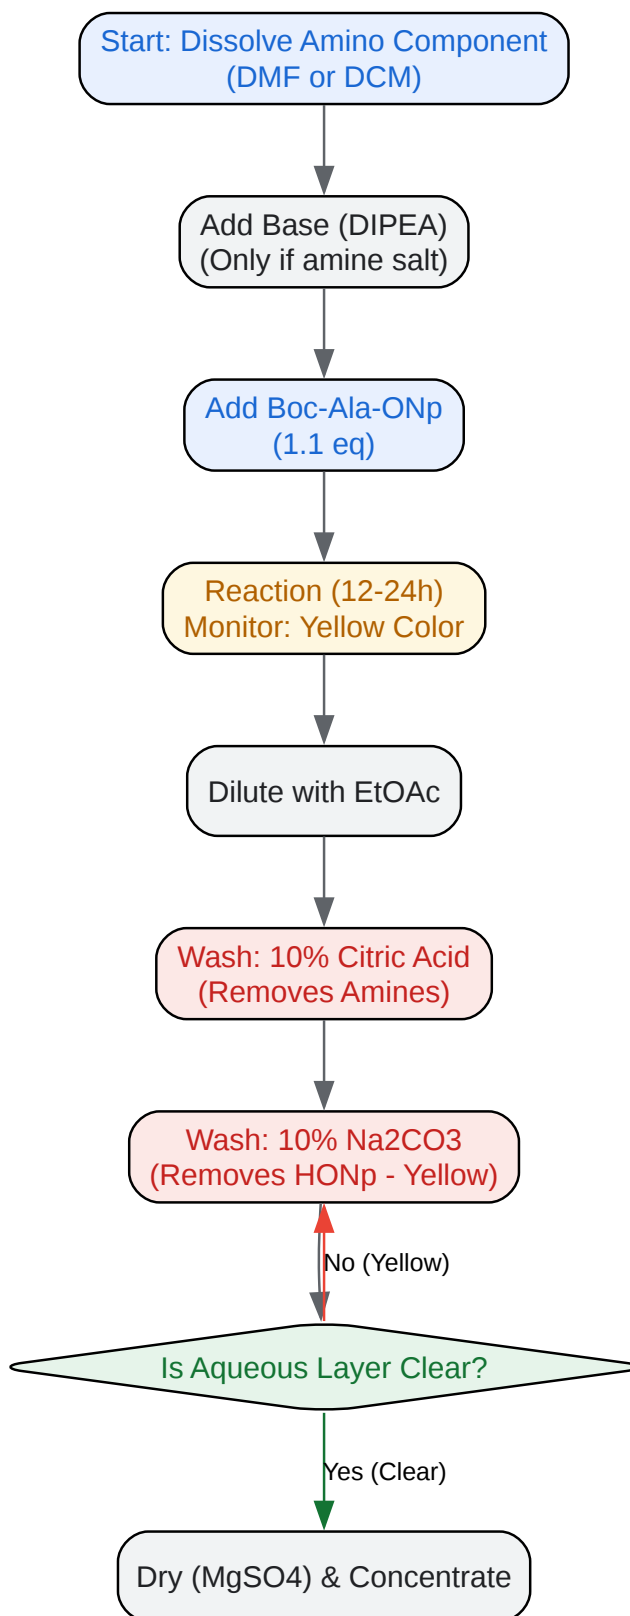 Start: Dissolve Amino Component
(DMF or DCM)
Add Base (DIPEA)
(Only if amine salt)
Add Boc-Ala-ONp
(1.1 eq)
Reaction (12-24h)
Monitor: Yellow Color
Dilute with EtOAc
Wash: 10% Citric Acid
(Removes Amines)
Wash: 10% Na2CO3
(Removes HONp - Yellow)
No (Yellow)
Is Aqueous Layer Clear?
Yes (Clear)
Dry (MgSO4) & Concentrate